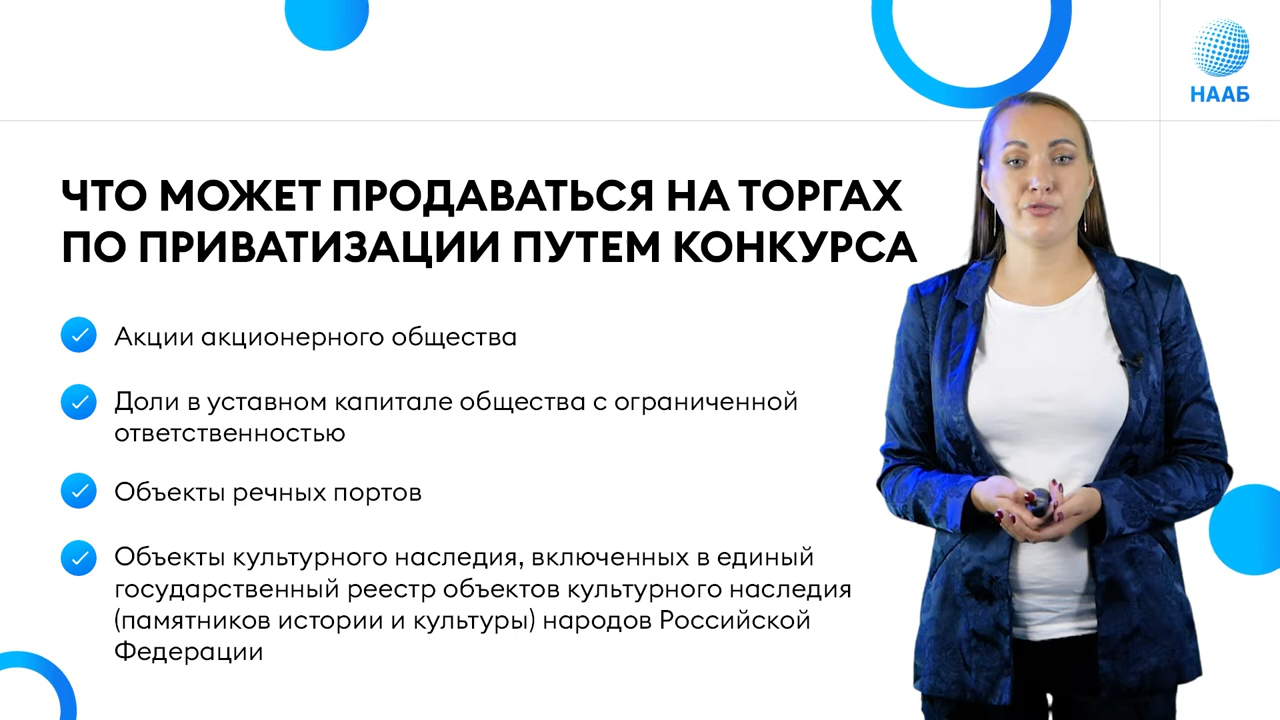 НААБ
ЧТО МОЖЕТ ПРОДАВАТЬСЯ НА ТОРГАХ
ПО ПРИВАТИЗАЦИИ ПУТЕМ КОНКУРСА
Акции акционерного общества
Доли в уставном капитале общества с ограниченной
ответственностью
Объекты речных портов
Объекты культурного наследия, включенных в единый
государственный реестр объектов культурного наследия
(памятников истории и культуры) народов Российской
Федерации